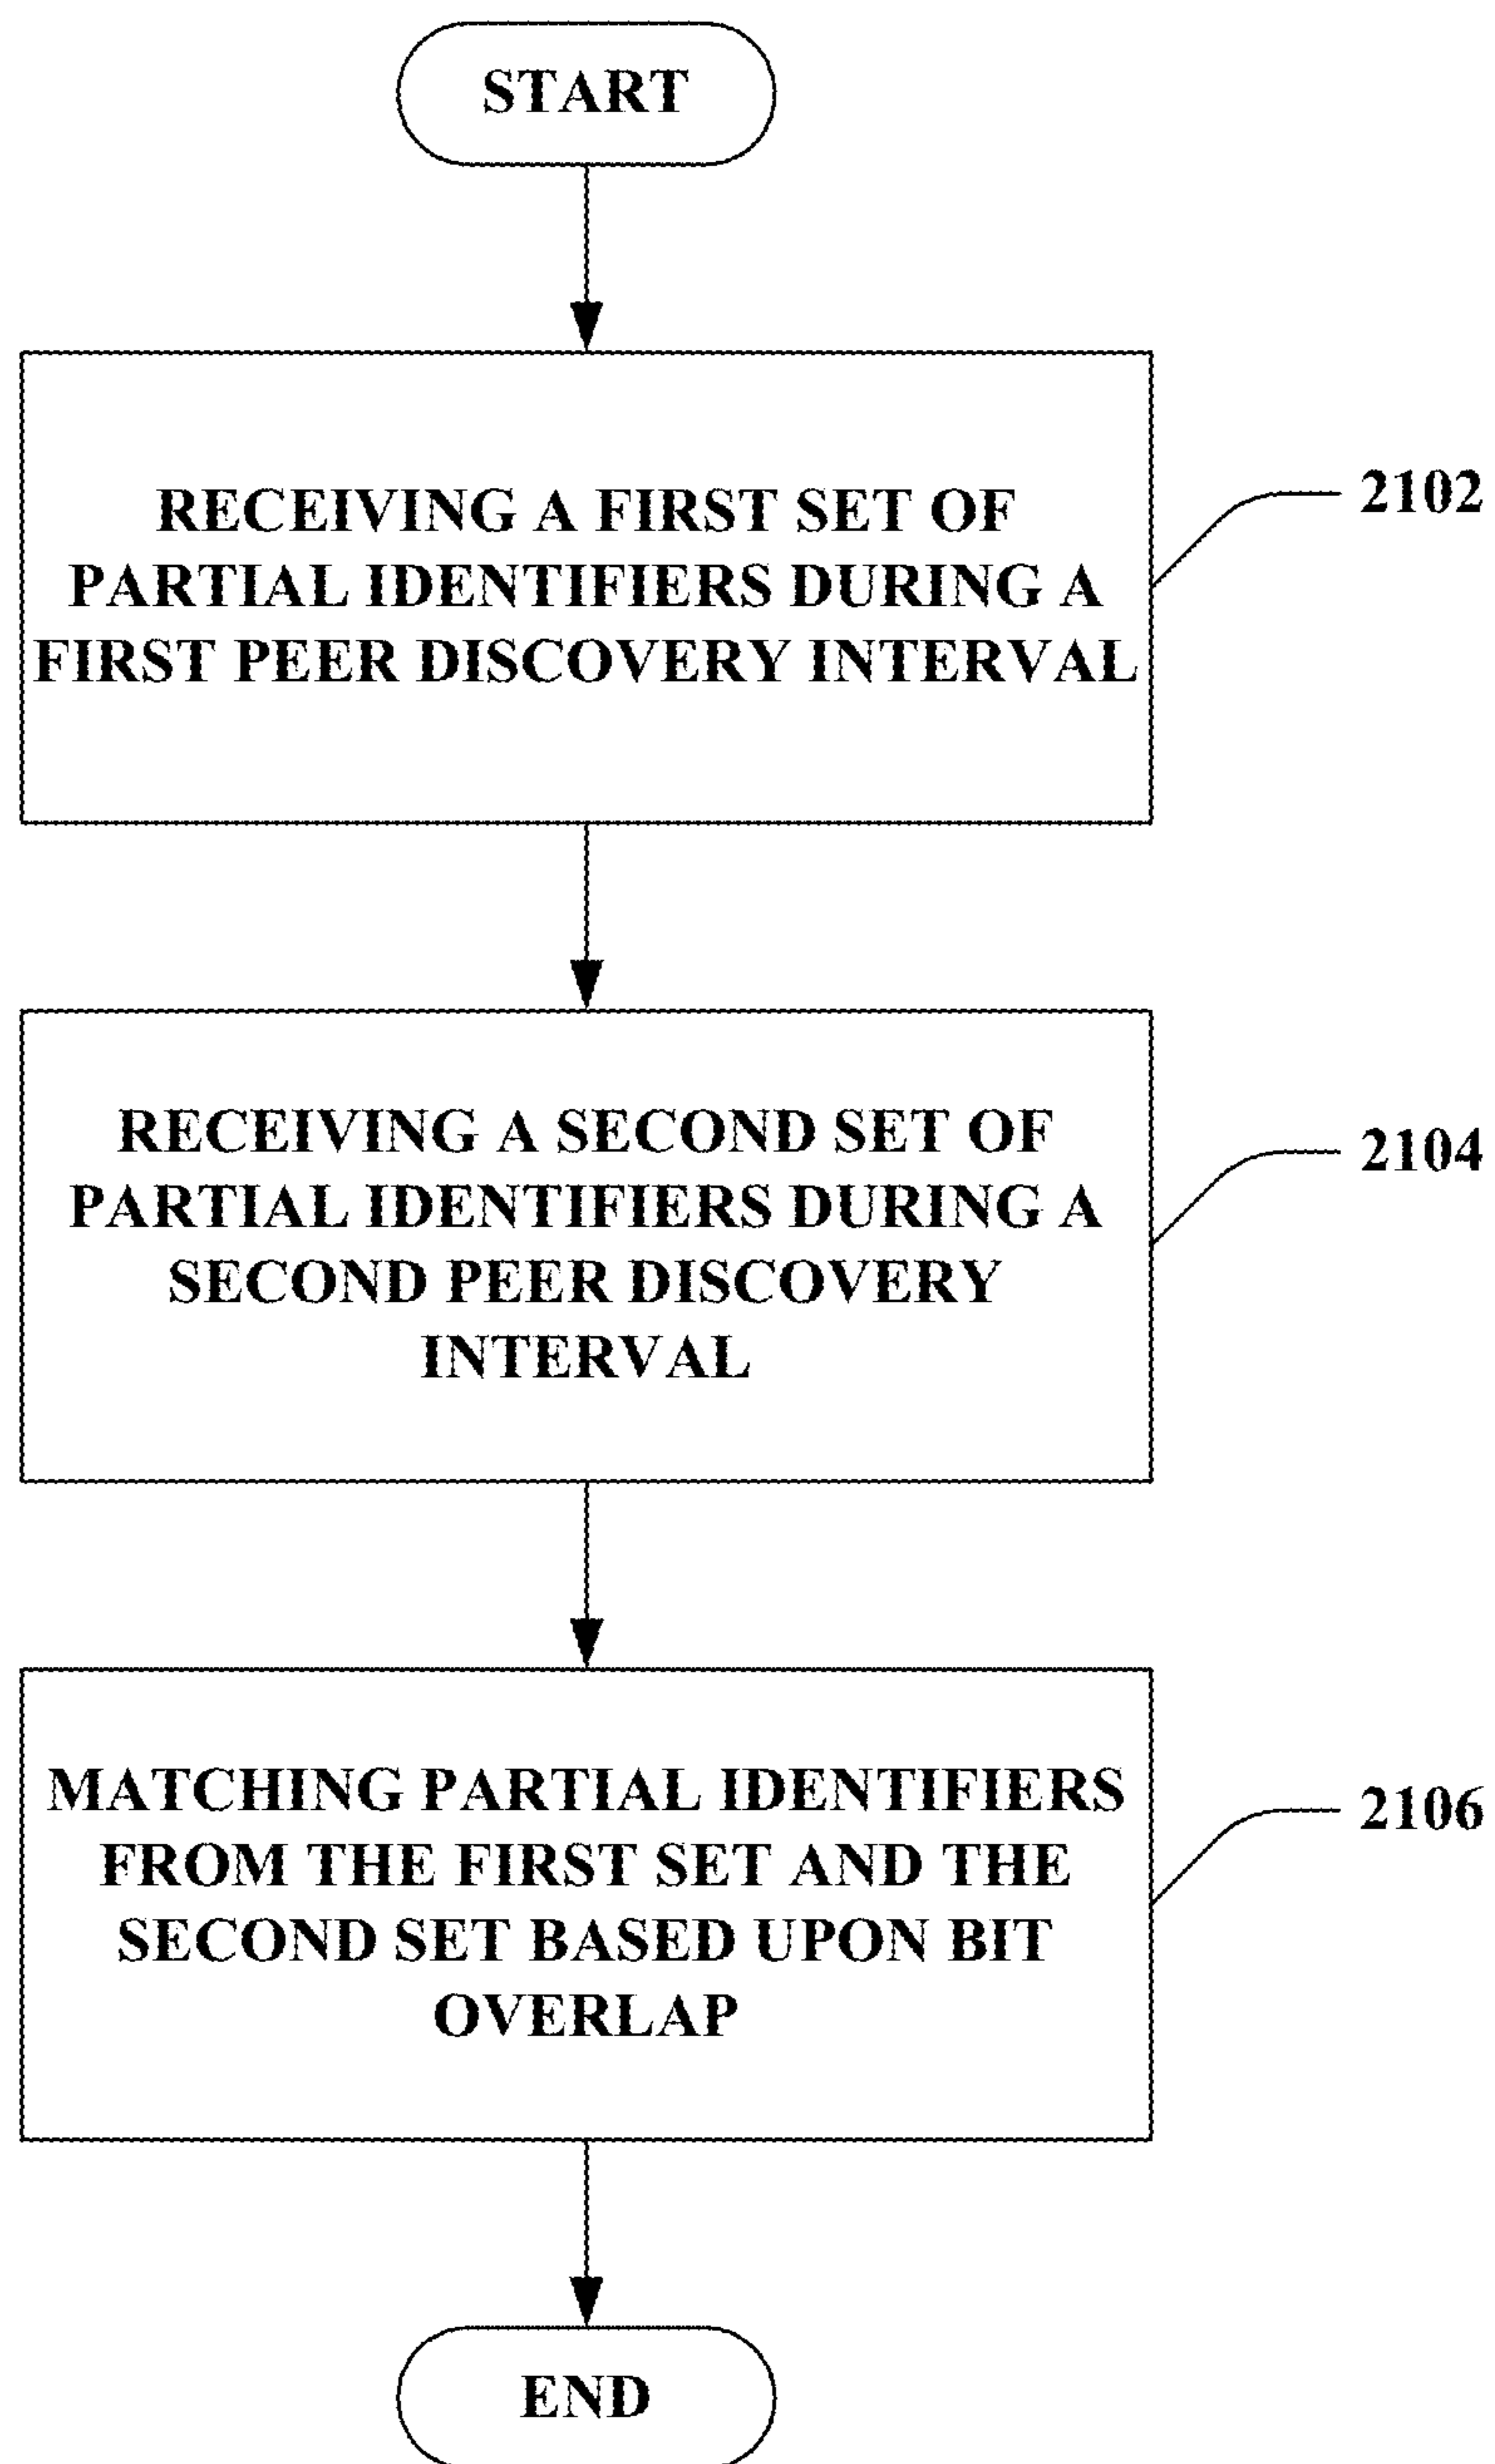 START
RECEIVING A FIRST SET OF
PARTIAL IDENTIFIERS DURING A
FIRST PEER DISCOVERY INTERVAL
2102
RECEIVING A SECOND SET OF
PARTIAL IDENTIFIERS DURING A
SECOND PEER DISCOVERY
INTERVAL
2104
MATCHING PARTIAL IDENTIFIERS
FROM THE FIRST SET AND THE
SECOND SET BASED UPON BIT
OVERLAP
2106
END